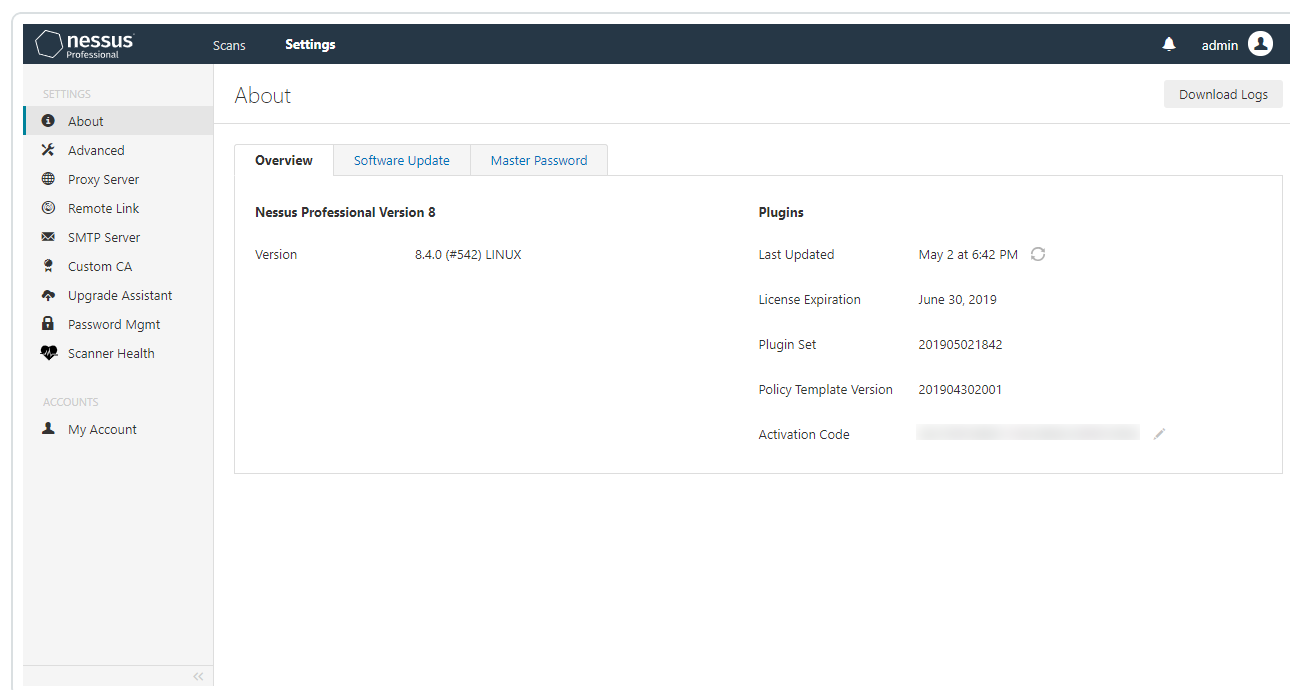 nessus
Professional
Scans
Settings
admin
SETTINGS
About
Advanced
Proxy Server
Remote Link
SMTP Server
Custom CA
Upgrade Assistant
Password Mgmt
Scanner Health
ACCOUNTS
My Account
About
Download Logs
Overview
Software Update
Master Password
Nessus Professional Version 8
Version 8.4.0 (#542) LINUX
Plugins
Last Updated May 2 at 6:42 PM
License Expiration June 30, 2019
Plugin Set 201905021842
Policy Template Version 201904302001
Activation Code